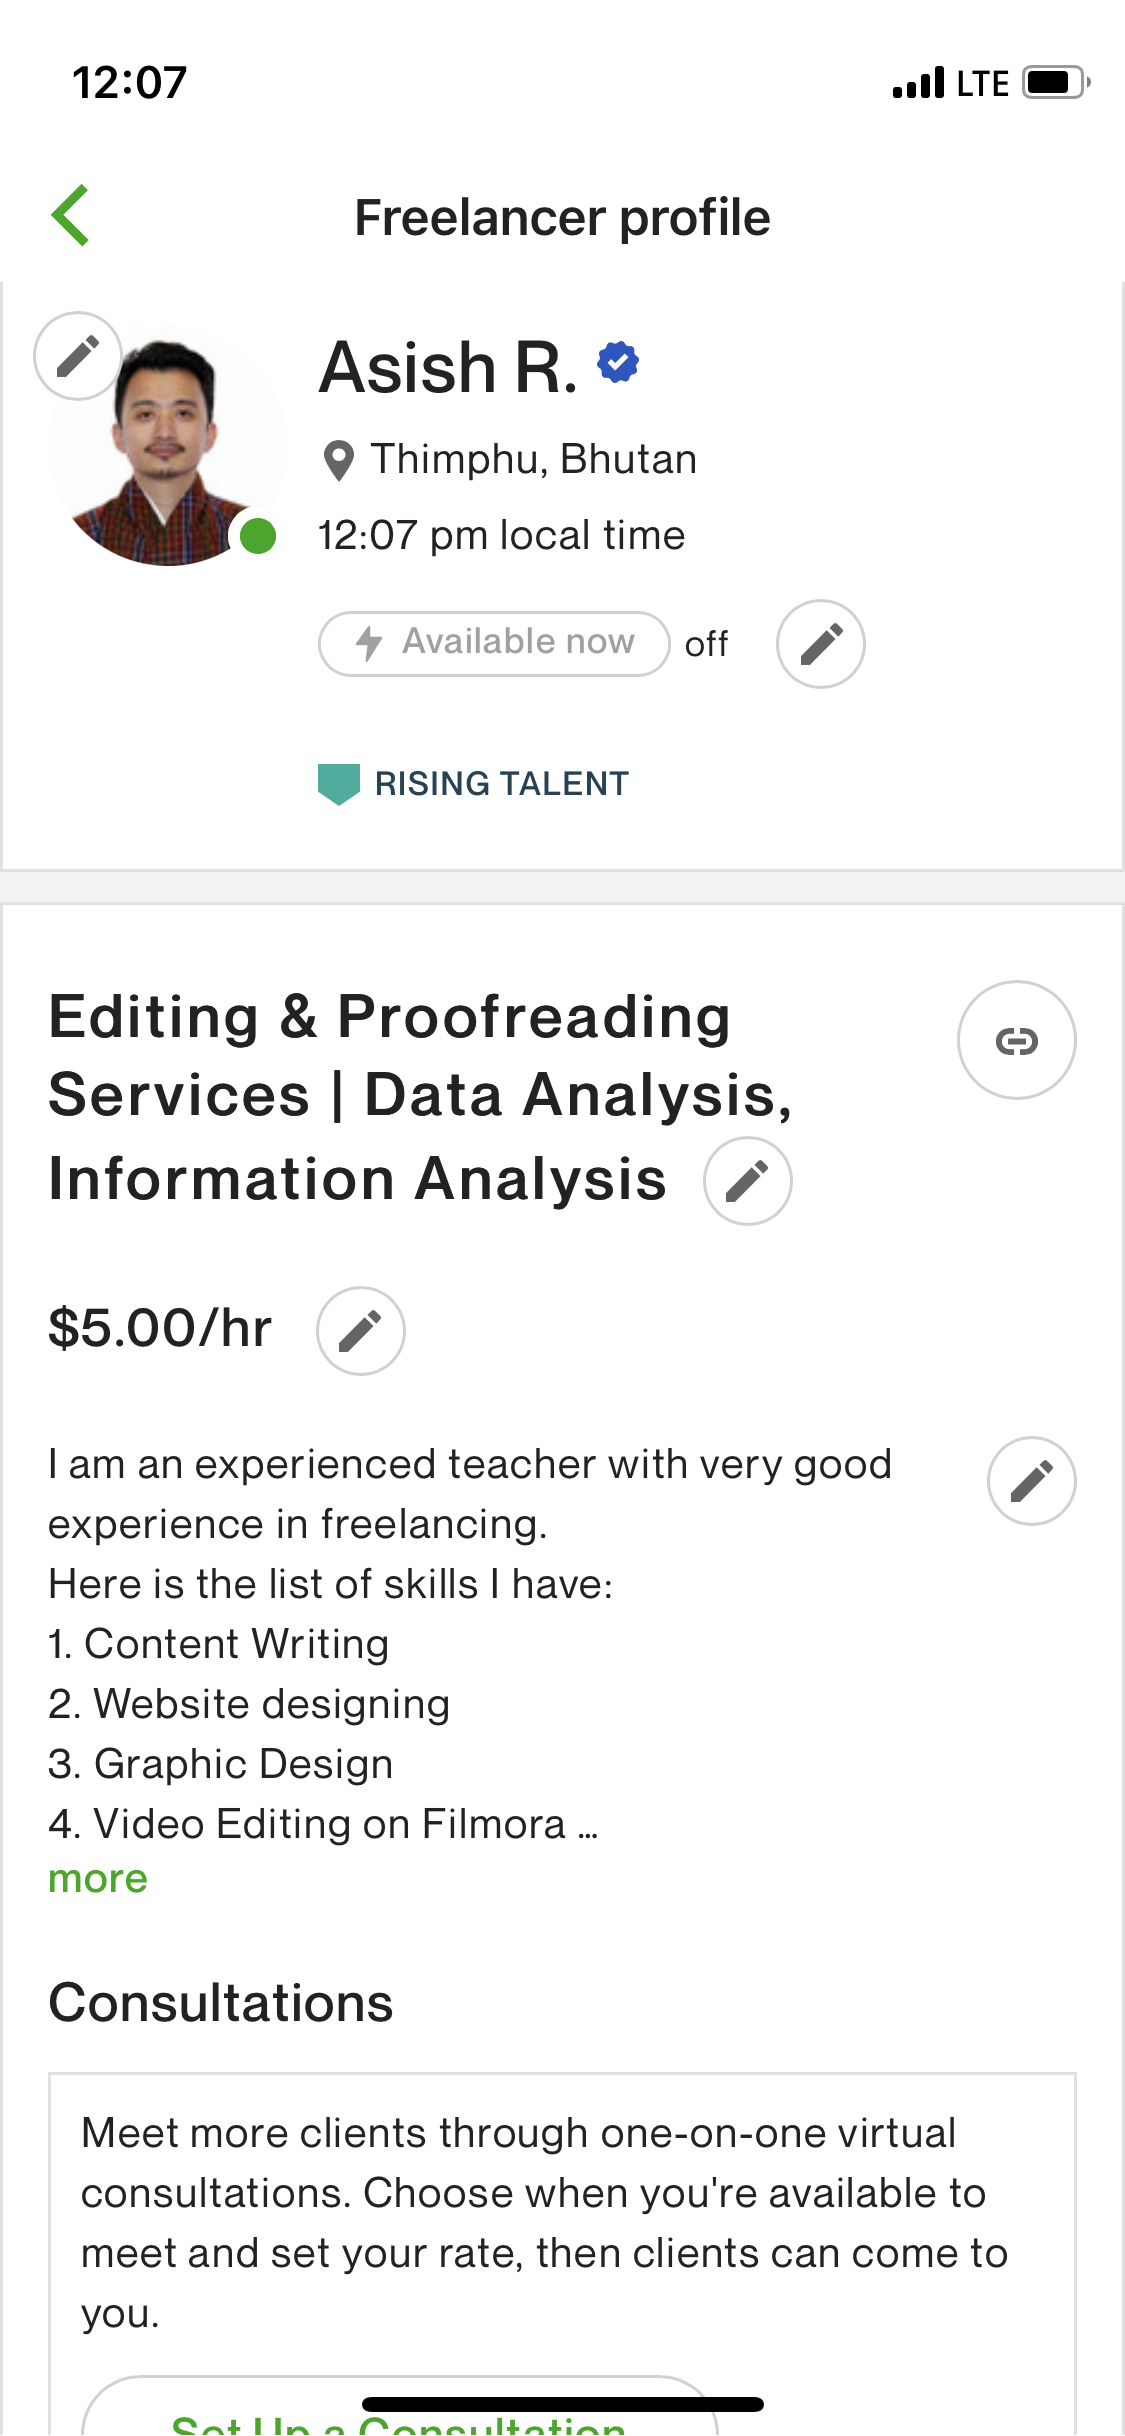 12:07
LTE
Freelancer profile
Asish R.
Thimphu, Bhutan
12:07 pm local time
Available now off
RISING TALENT
Editing & Proofreading
Services | Data Analysis,
Information Analysis
$5.00/hr
I am an experienced teacher with very good
experience in freelancing.
Here is the list of skills I have:
1. Content Writing
2. Website designing
3. Graphic Design
4. Video Editing on Filmora ...
more
Consultations
Meet more clients through one-on-one virtual
consultations. Choose when you're available to
meet and set your rate, then clients can come to
you.
Set Up a Consultation